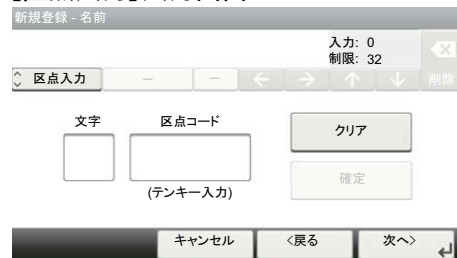 新規登録 - 名前
入力: 0
制限: 32
区点入力 － － ← → ↑ ↓ 削除
文字 区点コード クリア
確定
(テンキー入力)
キャンセル <戻る 次へ>